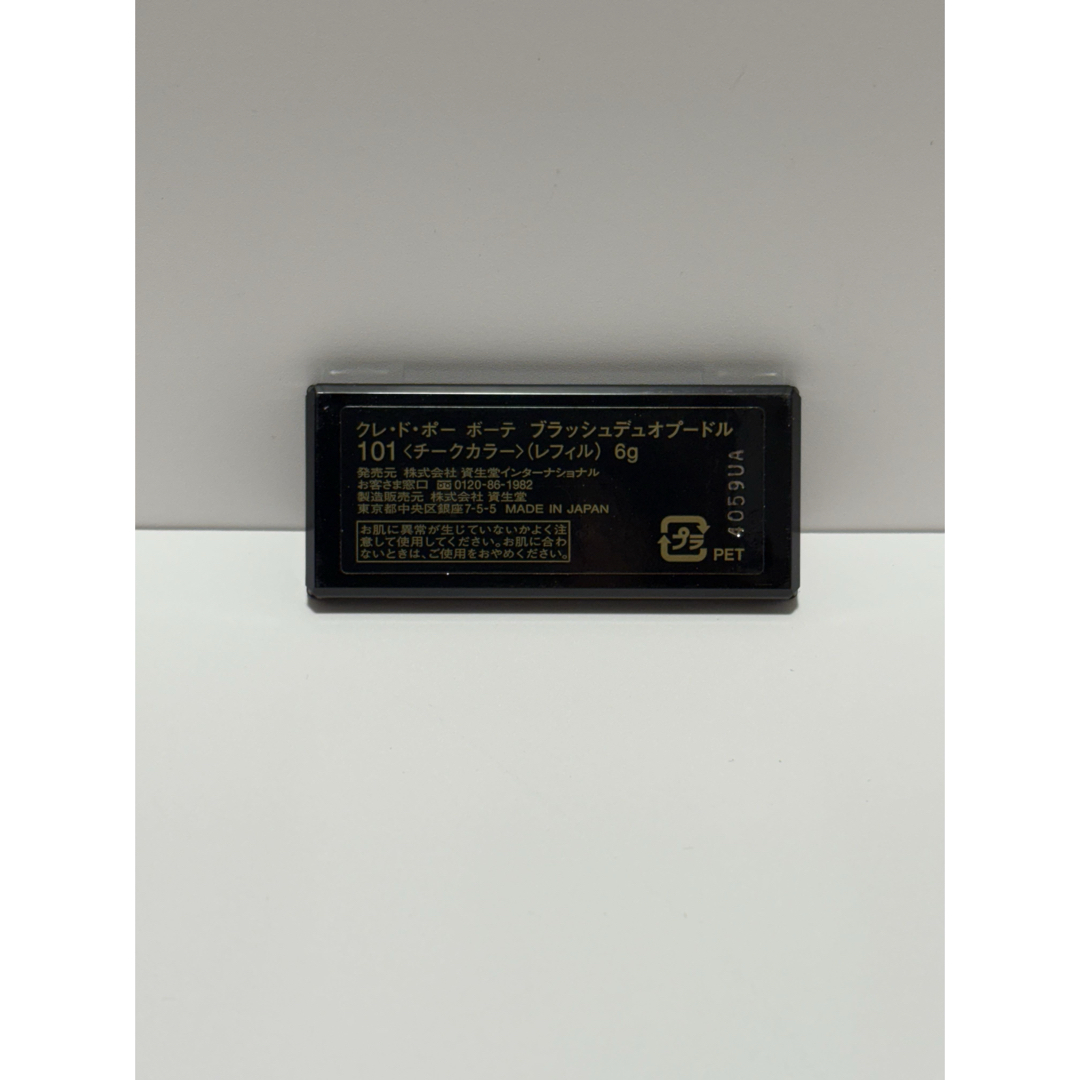 クレ・ド・ポー ボーテ ブラッシュデュオプードル
101〈チークカラー〉(レフィル) 6g
発売元 株式会社 資生堂インターナショナル
お客さま窓口 0120-86-1982
製造販売元 株式会社 資生堂
東京都中央区銀座7-5-5 MADE IN JAPAN
お肌に異常が生じていないかよく注
意して使用してください。お肌に合わ
ないときは、ご使用をおやめください。
プラ
PET
4059UA